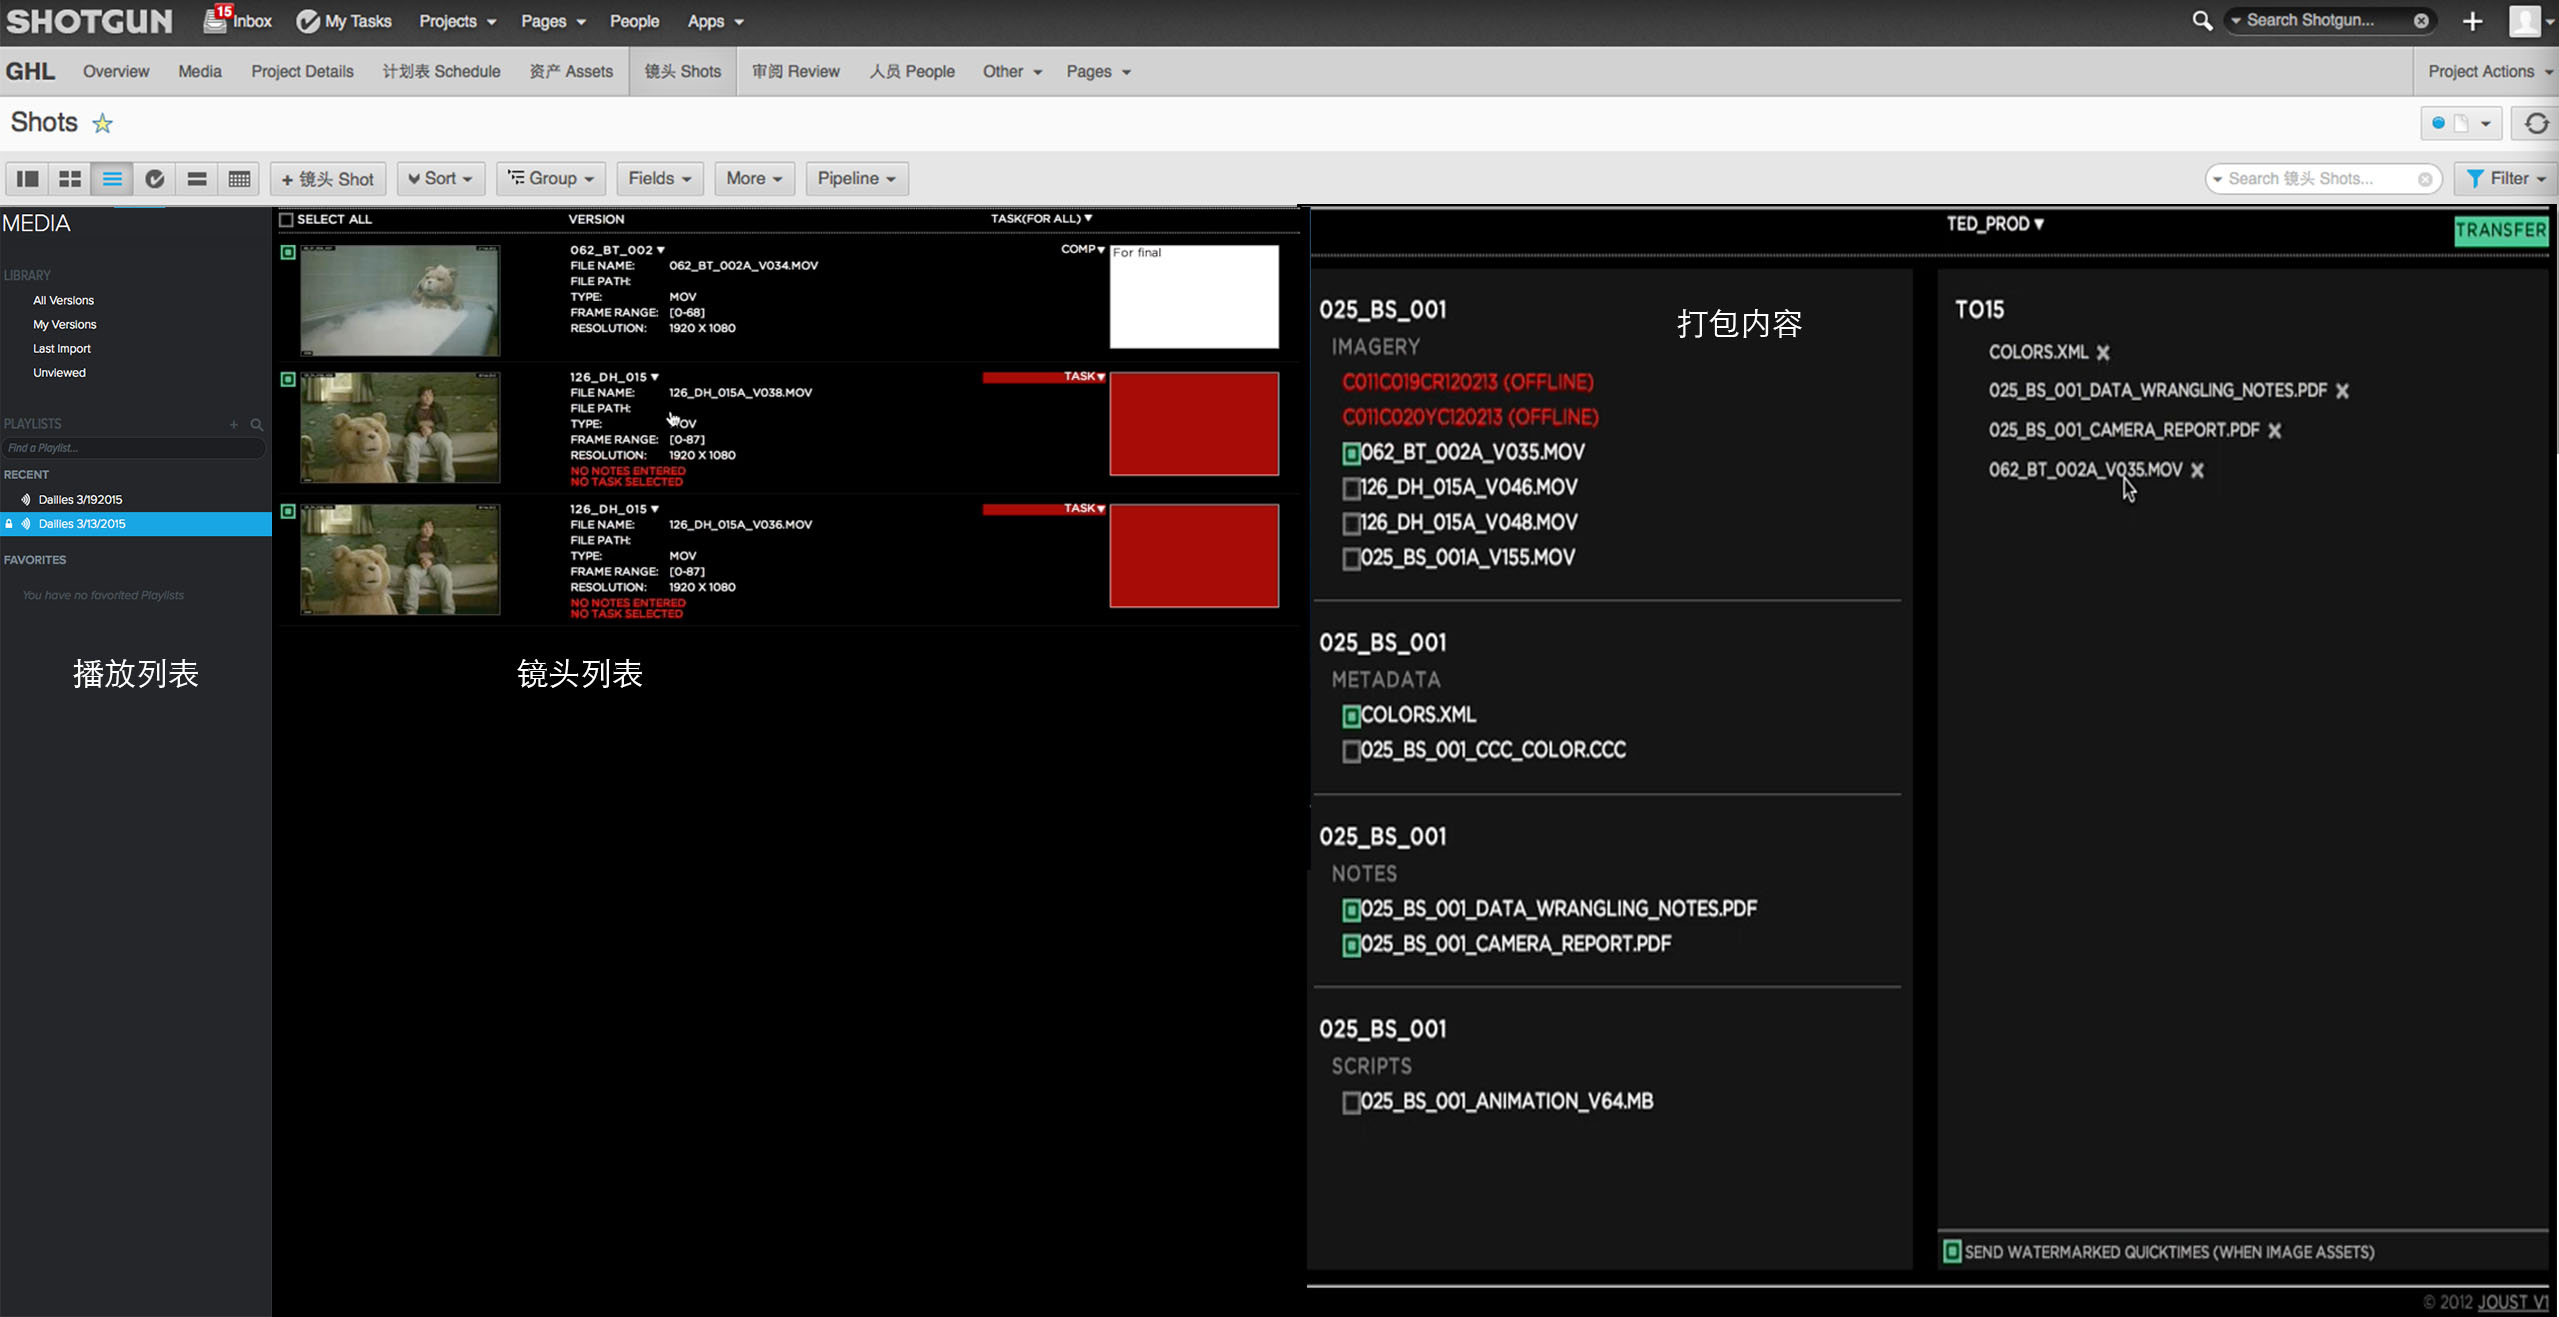 SHOTGUN 15 Inbox My Tasks Projects Pages People Apps Search Shotgun...
GHL Overview Media Project Details 计划表 Schedule 资产 Assets 镜头 Shots 审阅 Review 人员 People Other Pages Project Actions
Shots
+ 镜头 Shot Sort Group Fields More Pipeline Search 镜头 Shots... Filter
MEDIA
LIBRARY
All Versions
My Versions
Last Import
Unviewed
PLAYLISTS
Find a Playlist...
RECENT
Dailies 3/192015
Dailies 3/13/2015
FAVORITES
You have no favorited Playlists
播放列表
SELECT ALL VERSION TASK(FOR ALL)
062_BT_002 COMP For final
FILE NAME: 062_BT_002A_V034.MOV
FILE PATH:
TYPE: MOV
FRAME RANGE: [0-68]
RESOLUTION: 1920 X 1080
126_DH_015 TASK
FILE NAME: 126_DH_015A_V038.MOV
FILE PATH:
TYPE: MOV
FRAME RANGE: [0-87]
RESOLUTION: 1920 X 1080
NO NOTES ENTERED
NO TASK SELECTED
126_DH_015 TASK
FILE NAME: 126_DH_015A_V036.MOV
FILE PATH:
TYPE: MOV
FRAME RANGE: [0-87]
RESOLUTION: 1920 X 1080
NO NOTES ENTERED
NO TASK SELECTED
镜头列表
TED_PROD TRANSFER
025_BS_001
打包内容
IMAGERY
C011C019CR120213 (OFFLINE)
C011C020YC120213 (OFFLINE)
062_BT_002A_V035.MOV
126_DH_015A_V046.MOV
126_DH_015A_V048.MOV
025_BS_001A_V155.MOV
025_BS_001
METADATA
COLORS.XML
025_BS_001_CCC_COLOR.CCC
025_BS_001
NOTES
025_BS_001_DATA_WRANGLING_NOTES.PDF
025_BS_001_CAMERA_REPORT.PDF
025_BS_001
SCRIPTS
025_BS_001_ANIMATION_V64.MB
TO15
COLORS.XML
025_BS_001_DATA_WRANGLING_NOTES.PDF
025_BS_001_CAMERA_REPORT.PDF
062_BT_002A_V035.MOV
SEND WATERMARKED QUICKTIMES (WHEN IMAGE ASSETS)
© 2012 JOUST V1